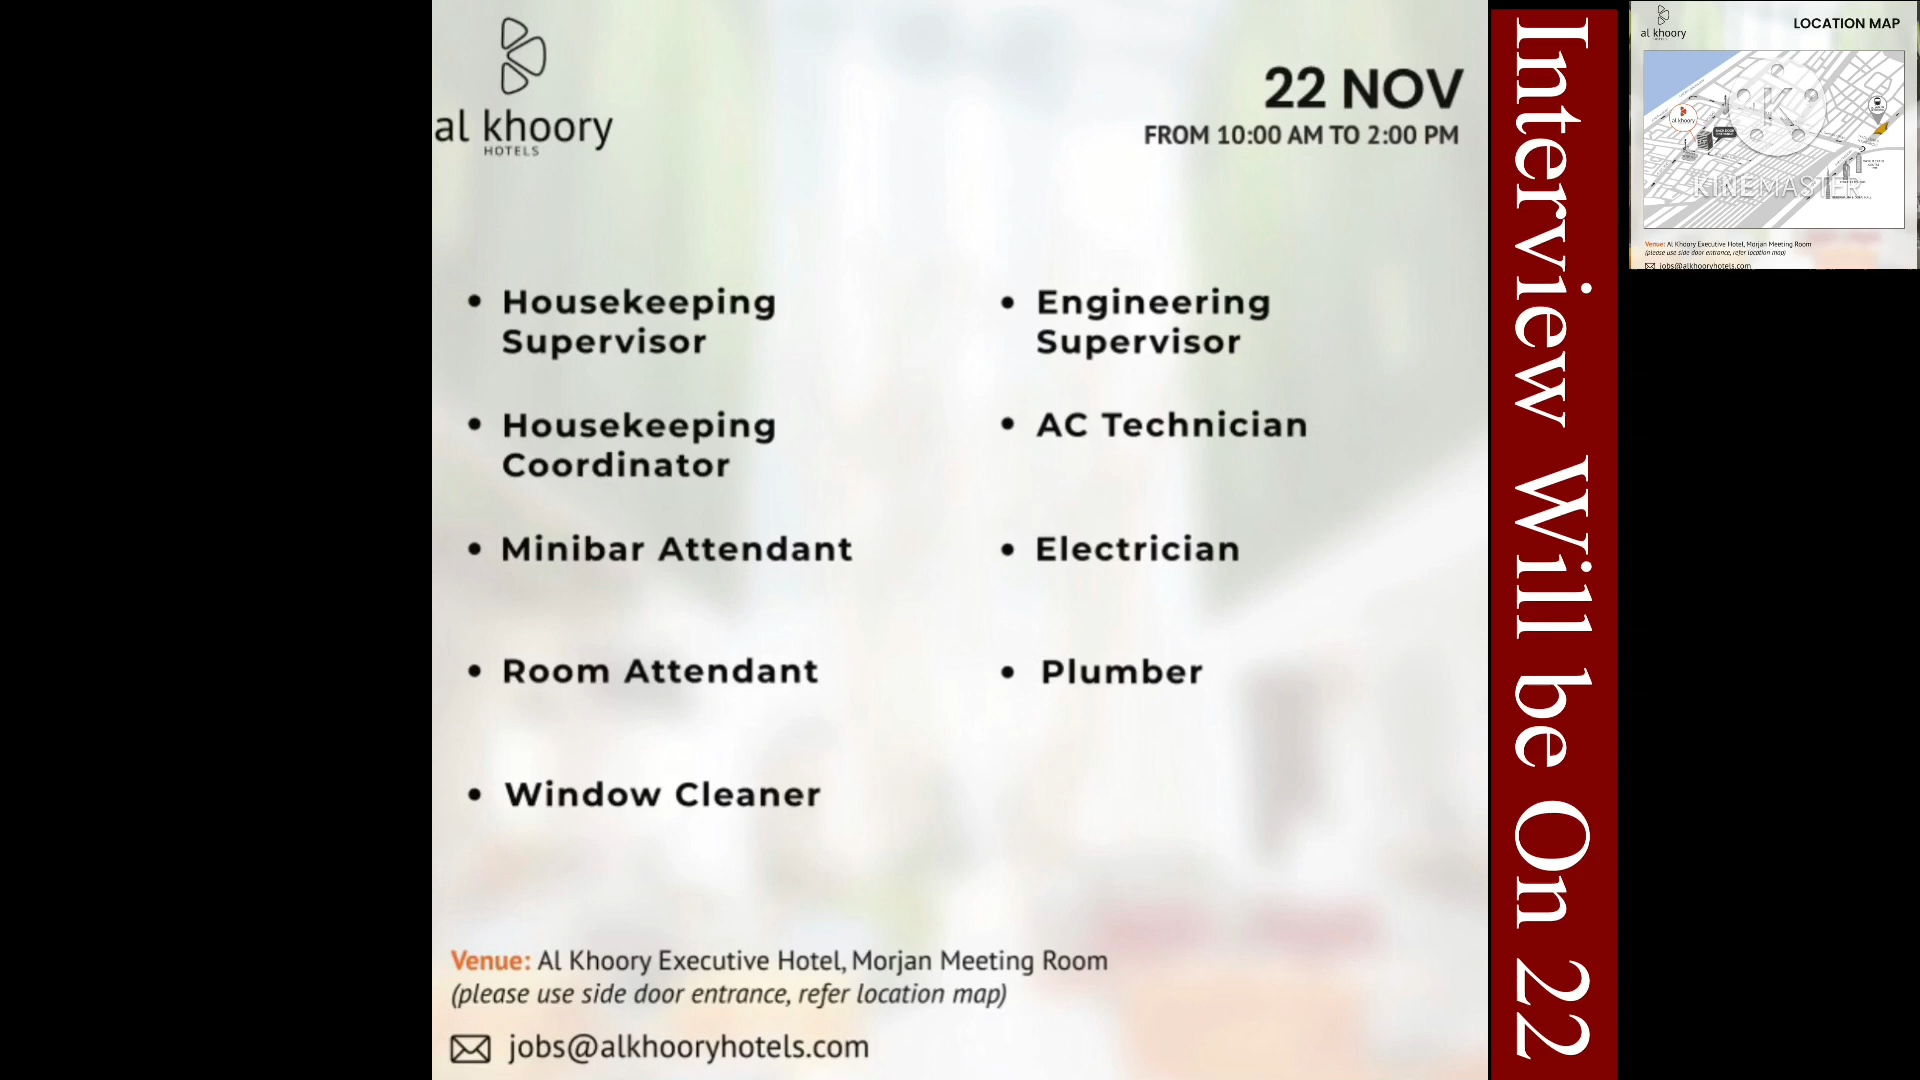 al khoory
HOTELS
22 NOV
FROM 10:00 AM TO 2:00 PM
• Housekeeping
Supervisor
• Housekeeping
Coordinator
• Minibar Attendant
• Room Attendant
• Window Cleaner
• Engineering
Supervisor
• AC Technician
• Electrician
• Plumber
Venue: Al Khoory Executive Hotel, Morjan Meeting Room
(please use side door entrance, refer location map)
jobs@alkhooryhotels.com
Interview Will be On 22
al khoory
LOCATION MAP
al khoory
K
KINEMASTER
Venue: Al Khoory Executive Hotel, Morjan Meeting Room
(please use side door entrance, refer location map)
jobs@alkhooryhotels.com